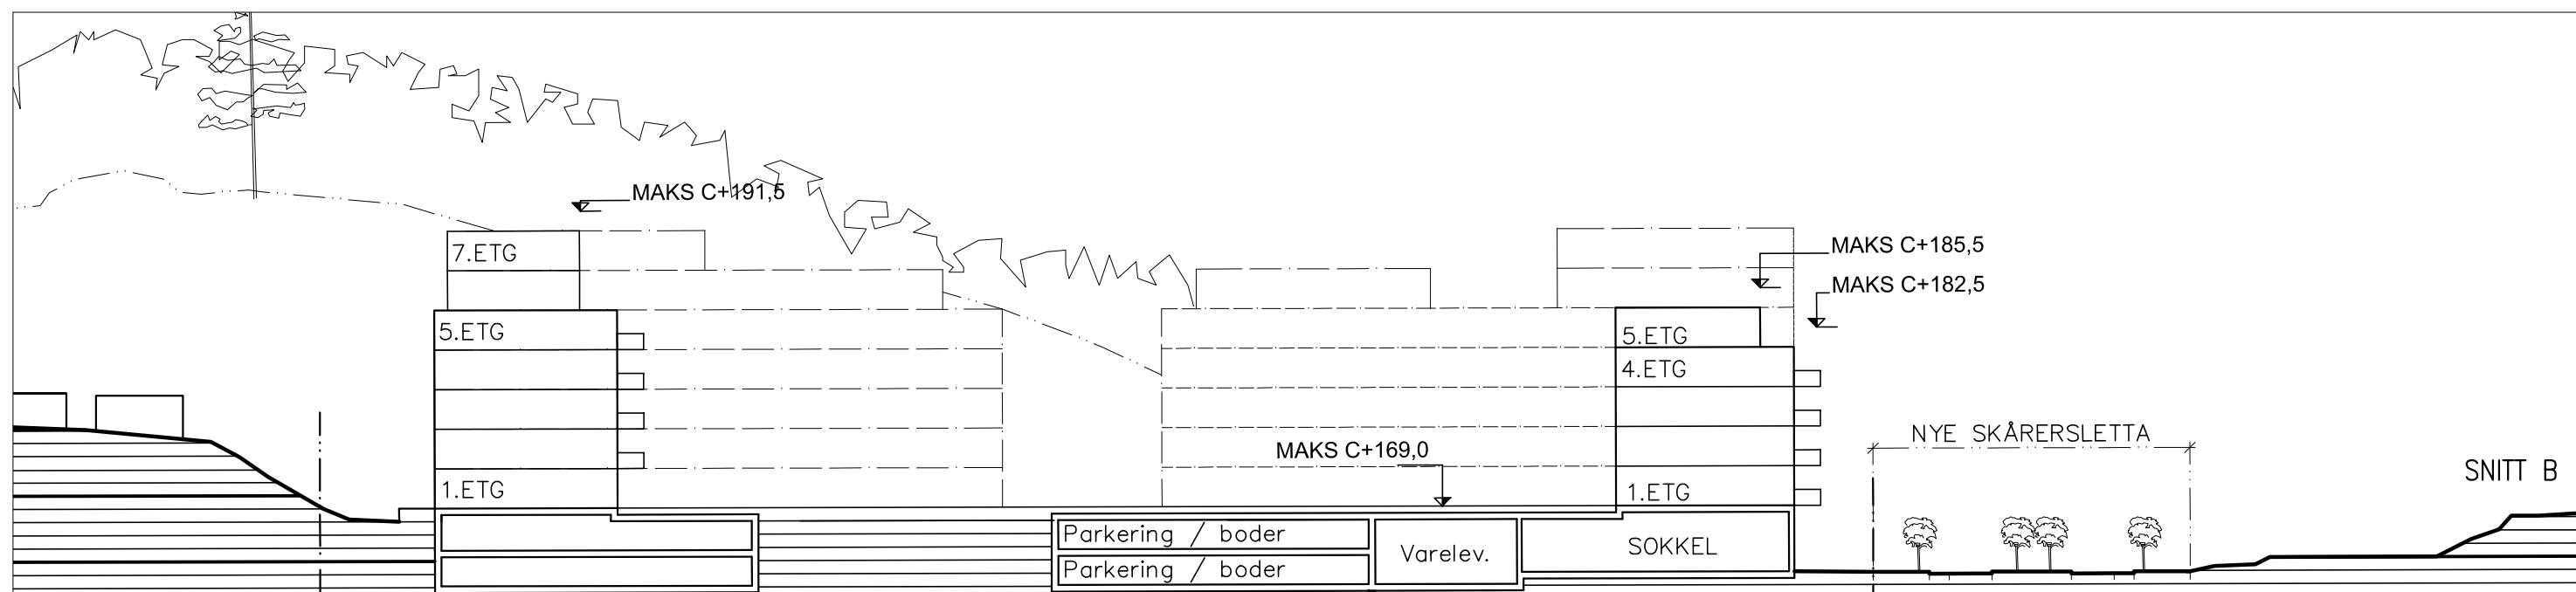 MAKS C+191,5
7.ETG
MAKS C+185,5
MAKS C+182,5
5.ETG
5.ETG
4.ETG
NYE SKÅRERSLETTA
MAKS C+169,0
SNITT B
1.ETG
1.ETG
Parkering / boder
Varelev.
SOKKEL
Parkering / boder